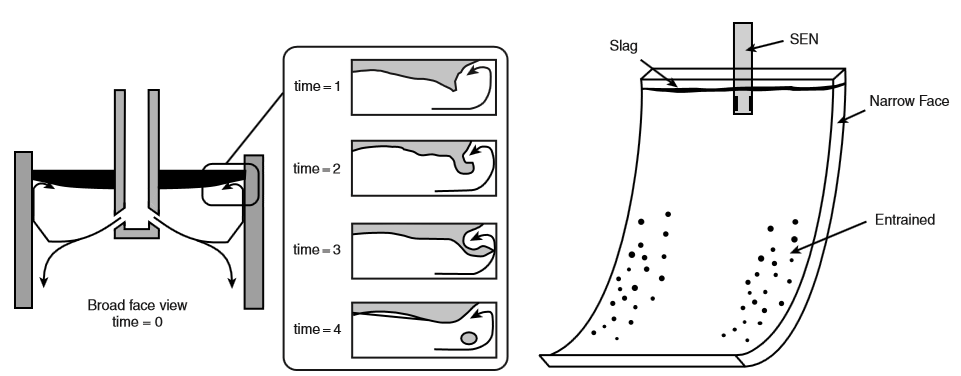 time = 1
time = 2
time = 3
time = 4
Broad face view
time = 0
Slag
SEN
Narrow Face
Entrained